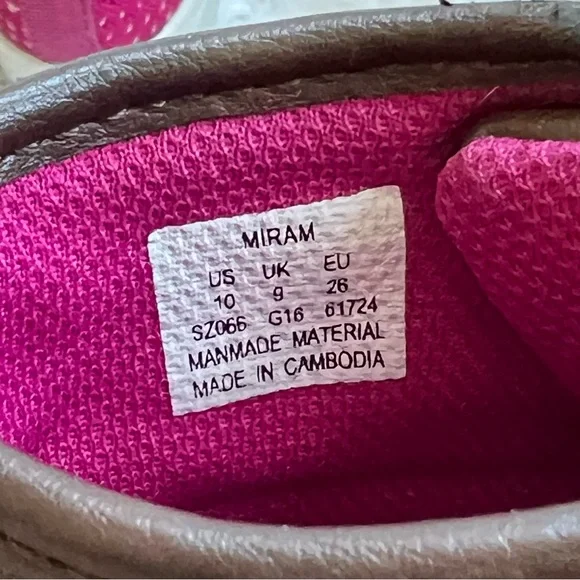 MIRAM
US UK EU
10 9 26
SZ066 G16 61724
MANMADE MATERIAL
MADE IN CAMBODIA